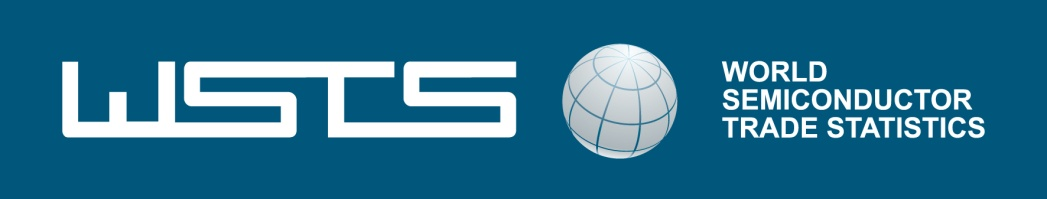 WSTS
WORLD
SEMICONDUCTOR
TRADE STATISTICS